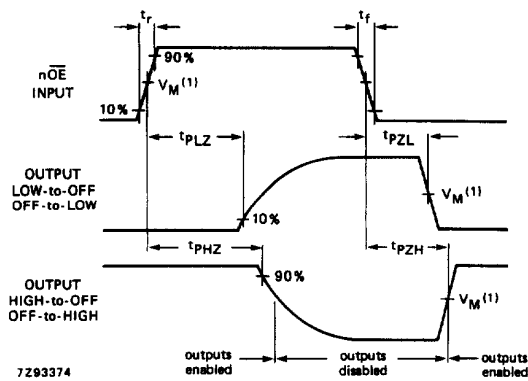 tr
tf
nOE
INPUT
90%
VM(1)
10%
tPLZ
tPZL
OUTPUT
LOW-to-OFF
OFF-to-LOW
VM(1)
10%
tPHZ
tPZH
OUTPUT
HIGH-to-OFF
OFF-to-HIGH
90%
VM(1)
outputs
enabled
outputs
disabled
outputs
enabled
7Z93374